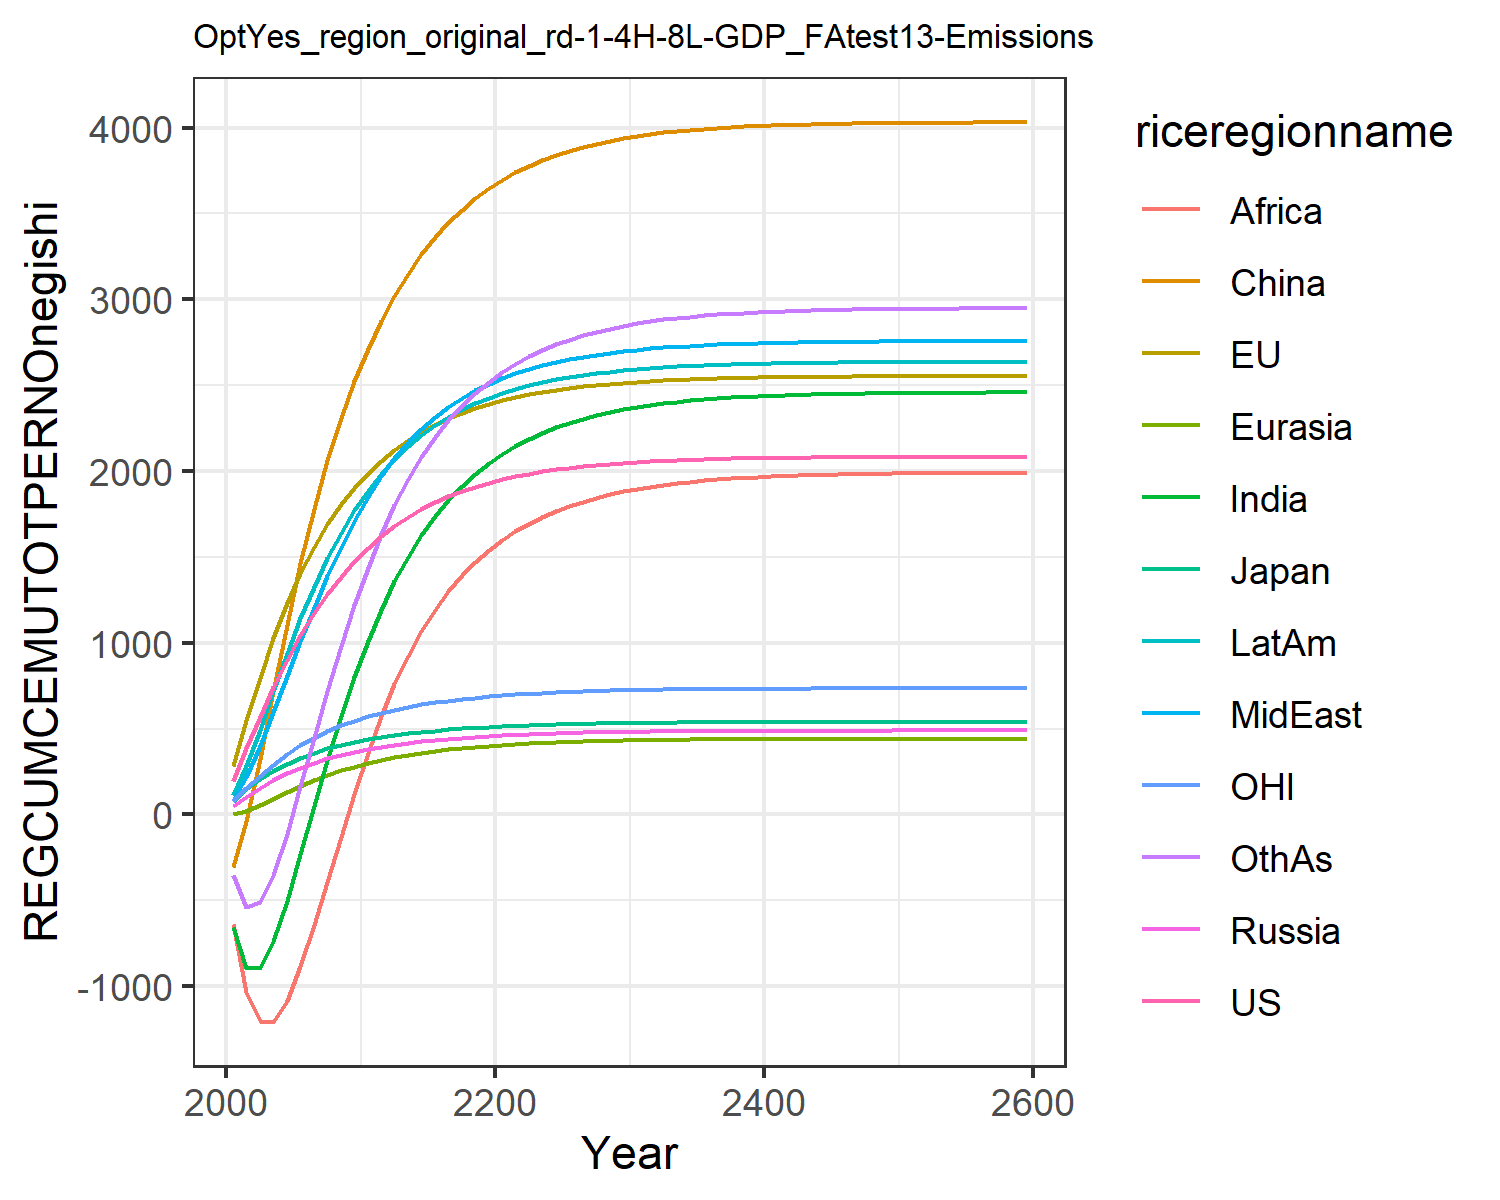 OptYes_region_original_rd-1-4H-8L-GDP_FAtest13-Emissions
REGCUMCEMUTOTPERNOnegishi
4000
3000
2000
1000
0
-1000
2000
2200
2400
2600
Year
riceregionname
Africa
China
EU
Eurasia
India
Japan
LatAm
MidEast
OHI
OthAs
Russia
US